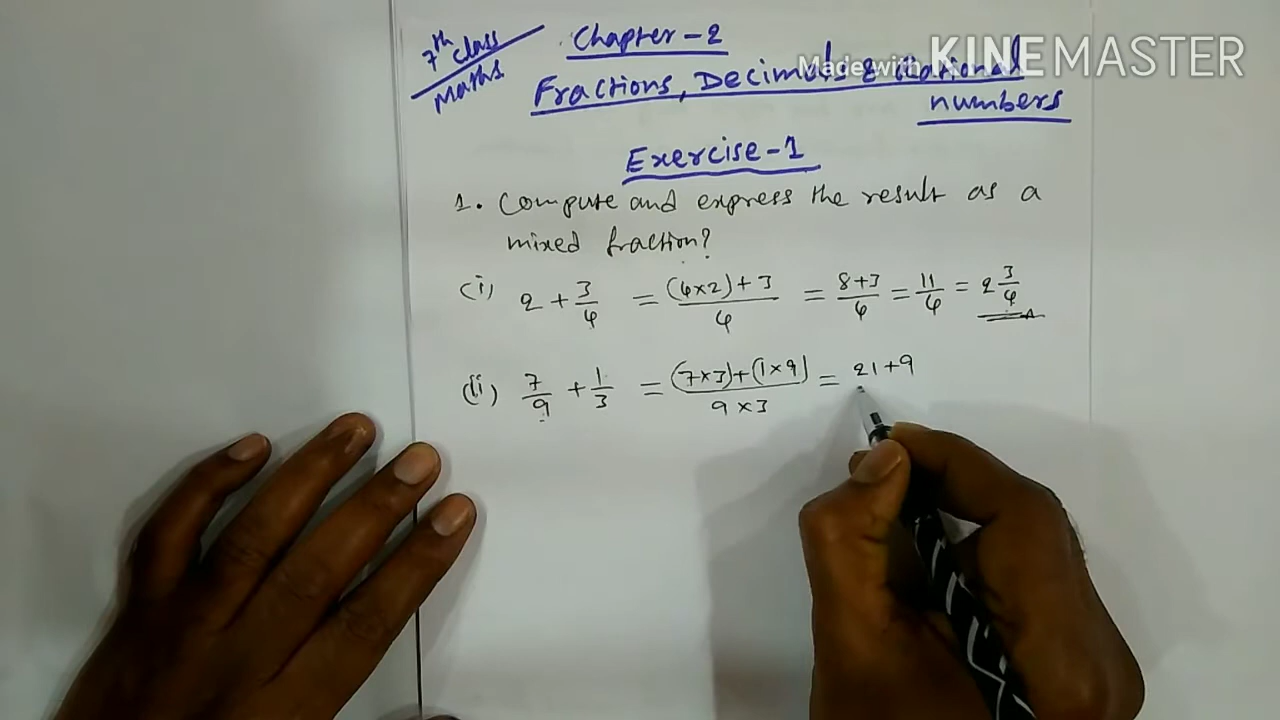 7th class
Maths
Chapter-2
Made with KINEMASTER
Fractions, Decimals & Rational
numbers
Exercise-1
1. Compute and express the result as a
mixed fraction?
(i) 2 + 3/4 = (4×2)+3/4 = 8+3/4 = 11/4 = 2 3/4
(ii) 7/9 + 1/3 = (7×3)+(1×9)/9×3 = 21+9